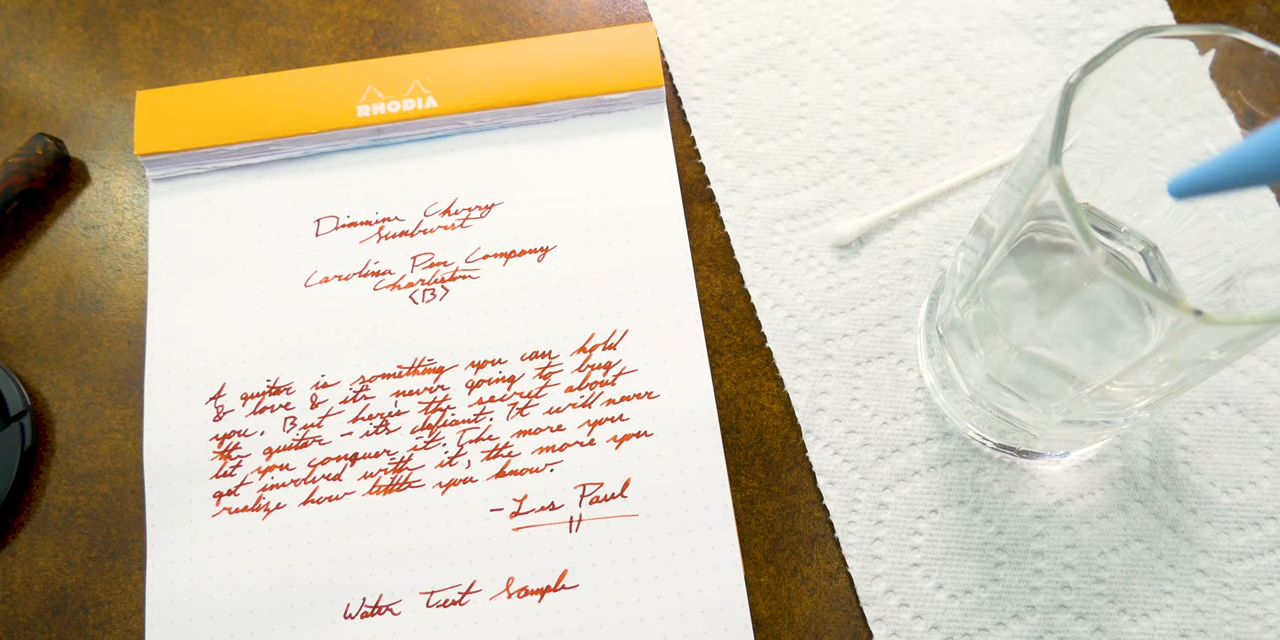 RHODIA
Diamine Cherry
Sunburst
Carolina Pen Company
Charleston
<B>
A guitar is something you can hold
& love & it's never going to bug
you. But here's the secret about
the guitar - it's defiant. It will never
let you conquer it. The more you
get involved with it, the more you
realize how little you know.
- Les Paul
Water Test Sample